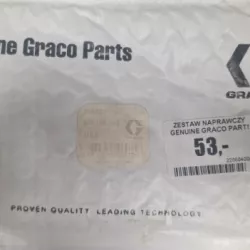 ne Graco Parts
GRA
ZESTAW NAPRAWCZY
GENUINE GRACO PARTS
53,-
PROVEN QUALITY LEADING TECHNOLOGY